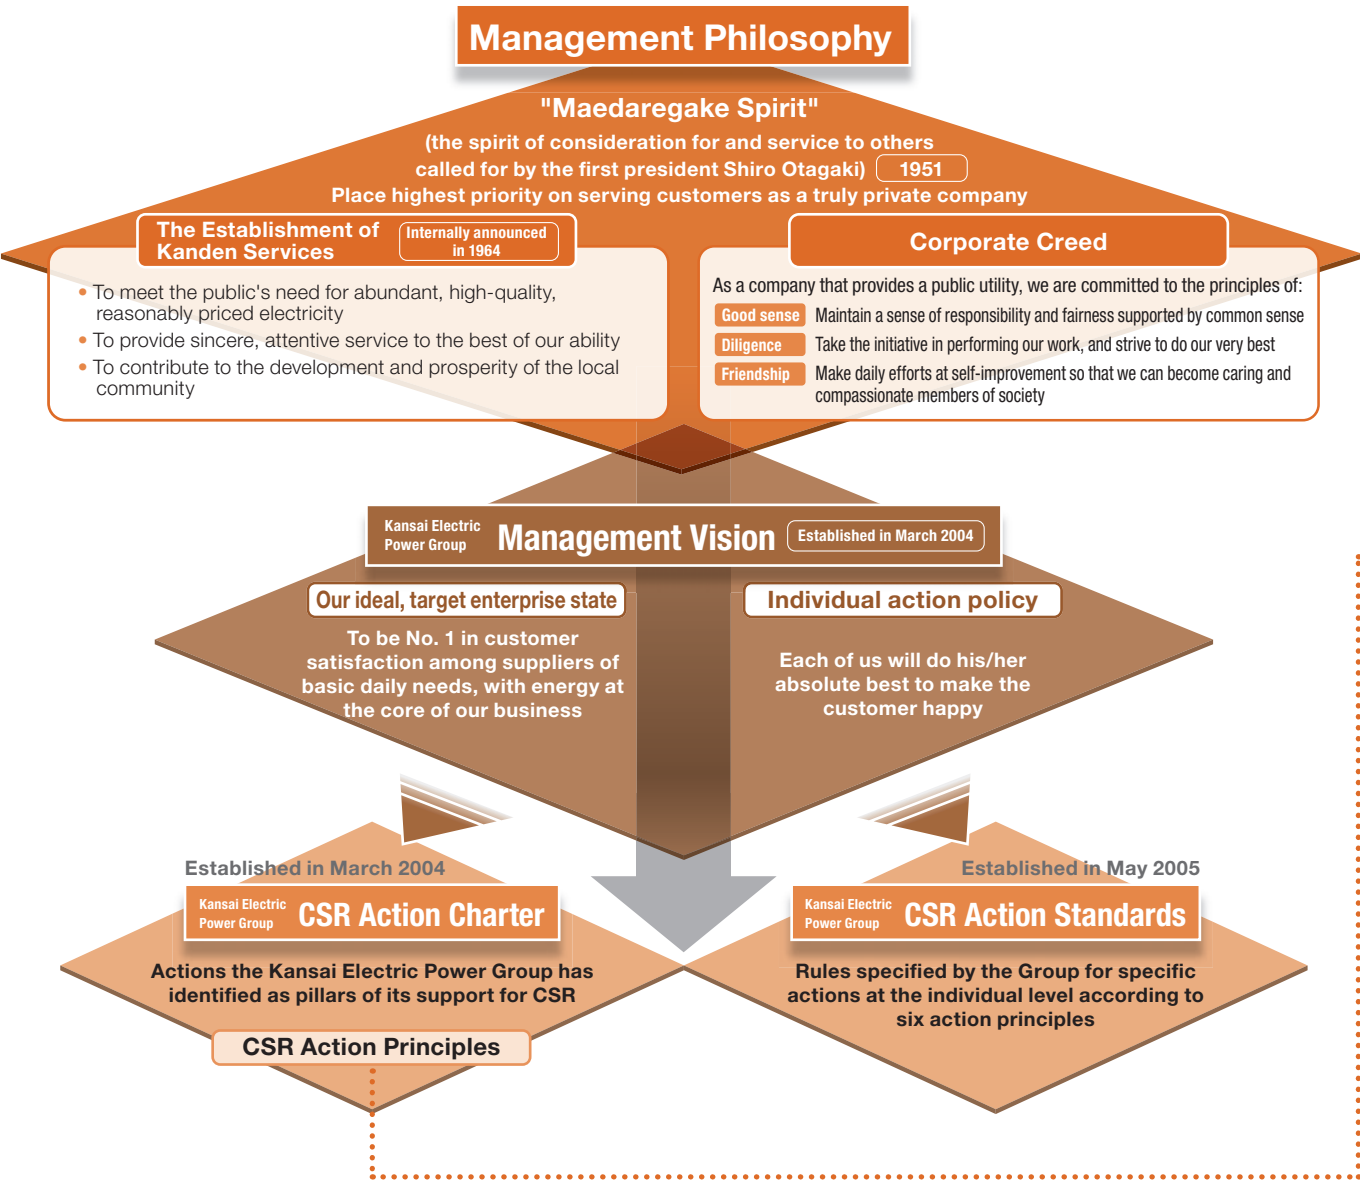 Management Philosophy
"Maedaregake Spirit"
(the spirit of consideration for and service to others
called for by the first president Shiro Otagaki) 1951
Place highest priority on serving customers as a truly private company
The Establishment of
Kanden Services
Internally announced
in 1964
• To meet the public's need for abundant, high-quality,
reasonably priced electricity
• To provide sincere, attentive service to the best of our ability
• To contribute to the development and prosperity of the local
community
Corporate Creed
As a company that provides a public utility, we are committed to the principles of:
Good sense Maintain a sense of responsibility and fairness supported by common sense
Diligence Take the initiative in performing our work, and strive to do our very best
Friendship Make daily efforts at self-improvement so that we can become caring and
compassionate members of society
Kansai Electric
Power Group
Management Vision
Established in March 2004
Our ideal, target enterprise state
To be No. 1 in customer
satisfaction among suppliers of
basic daily needs, with energy at
the core of our business
Individual action policy
Each of us will do his/her
absolute best to make the
customer happy
Established in March 2004
Kansai Electric
Power Group
CSR Action Charter
Actions the Kansai Electric Power Group has
identified as pillars of its support for CSR
CSR Action Principles
Established in May 2005
Kansai Electric
Power Group
CSR Action Standards
Rules specified by the Group for specific
actions at the individual level according to
six action principles